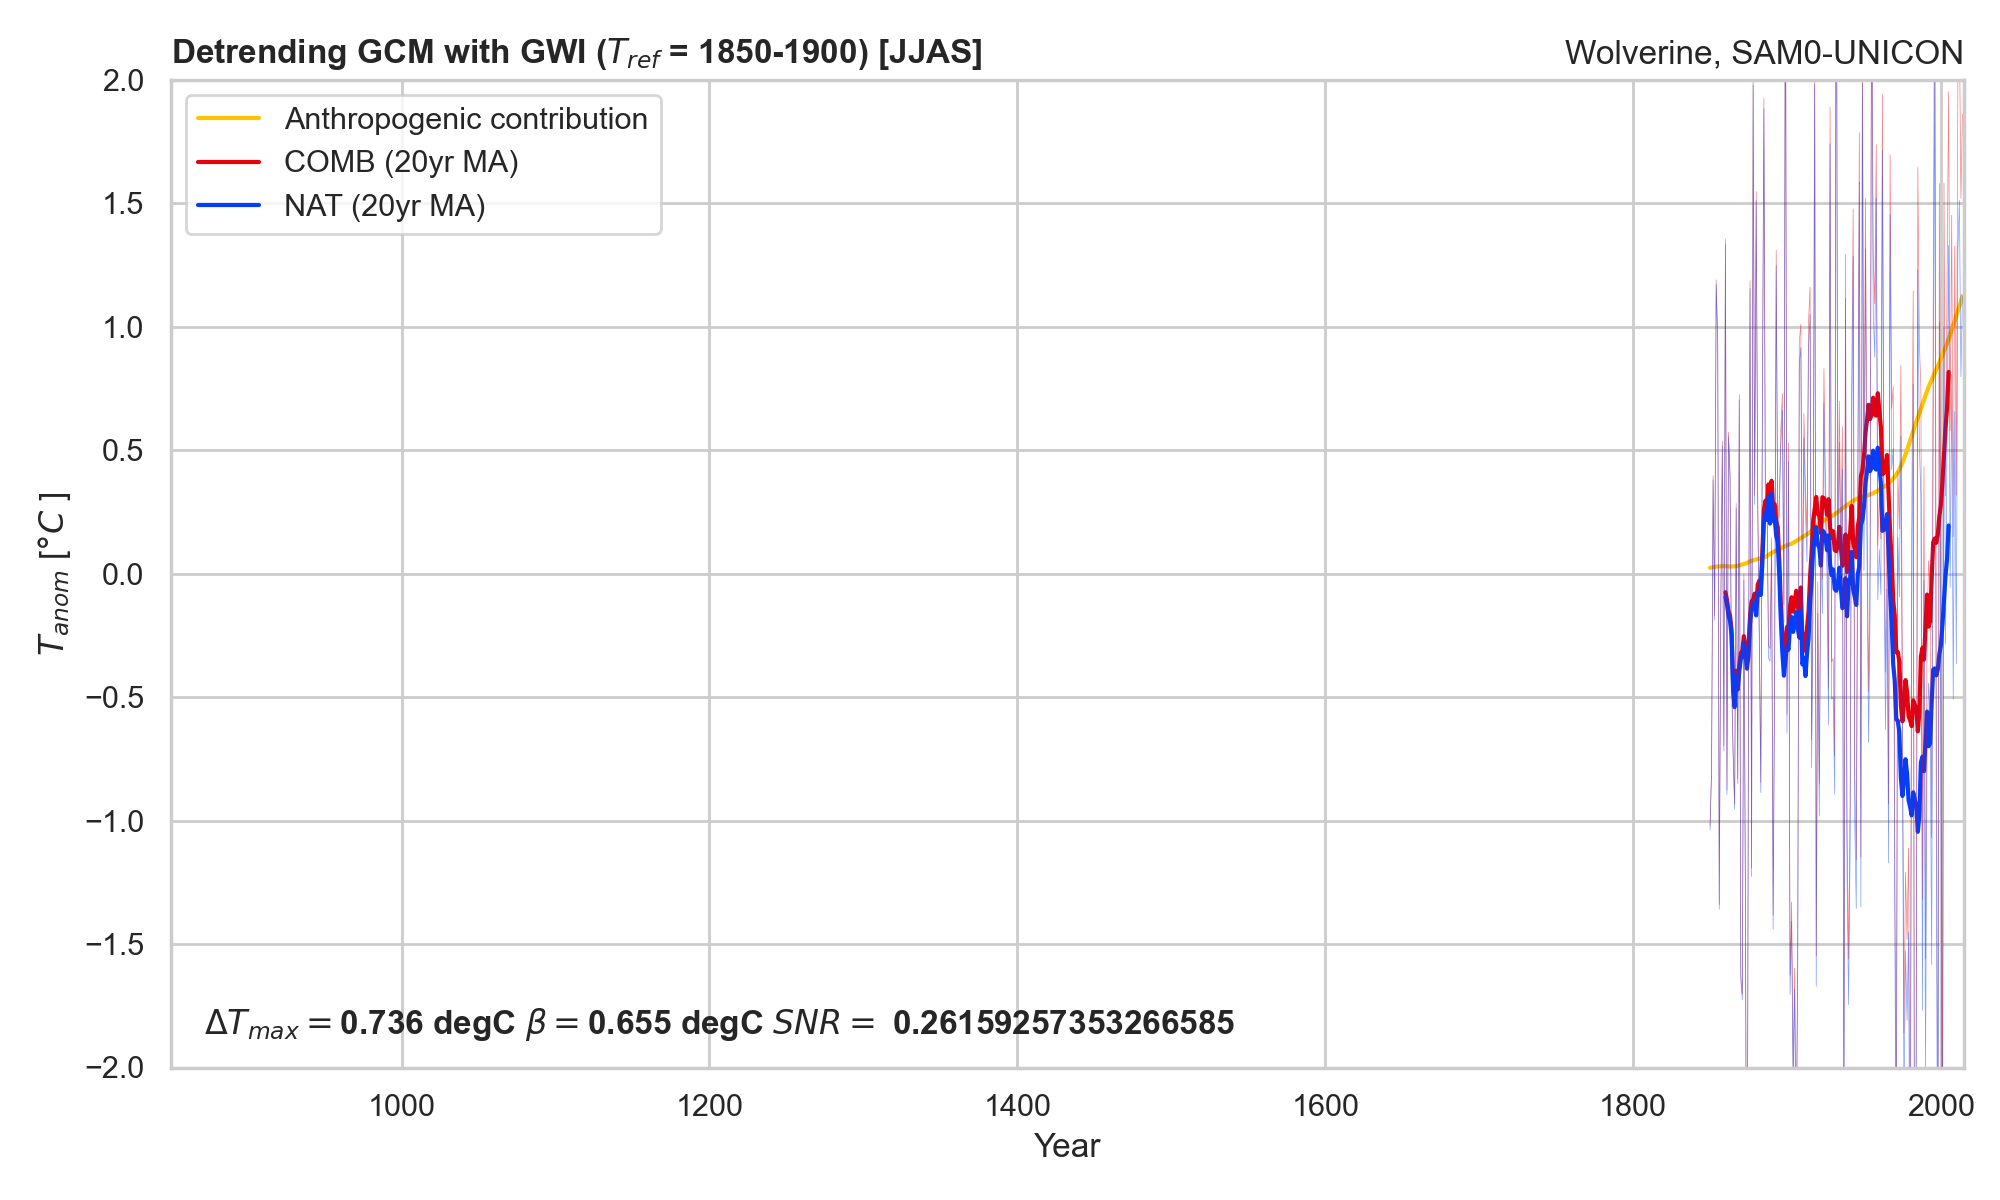 Detrending GCM with GWI (T_ref = 1850-1900) [JJAS]
Wolverine, SAM0-UNICON
Anthropogenic contribution
COMB (20yr MA)
NAT (20yr MA)
2.0
1.5
1.0
0.5
0.0
−0.5
−1.0
−1.5
−2.0
T_anom [°C ]
ΔT_max = 0.736 degC β = 0.655 degC SNR = 0.26159257353266585
1000 1200 1400 1600 1800 2000
Year